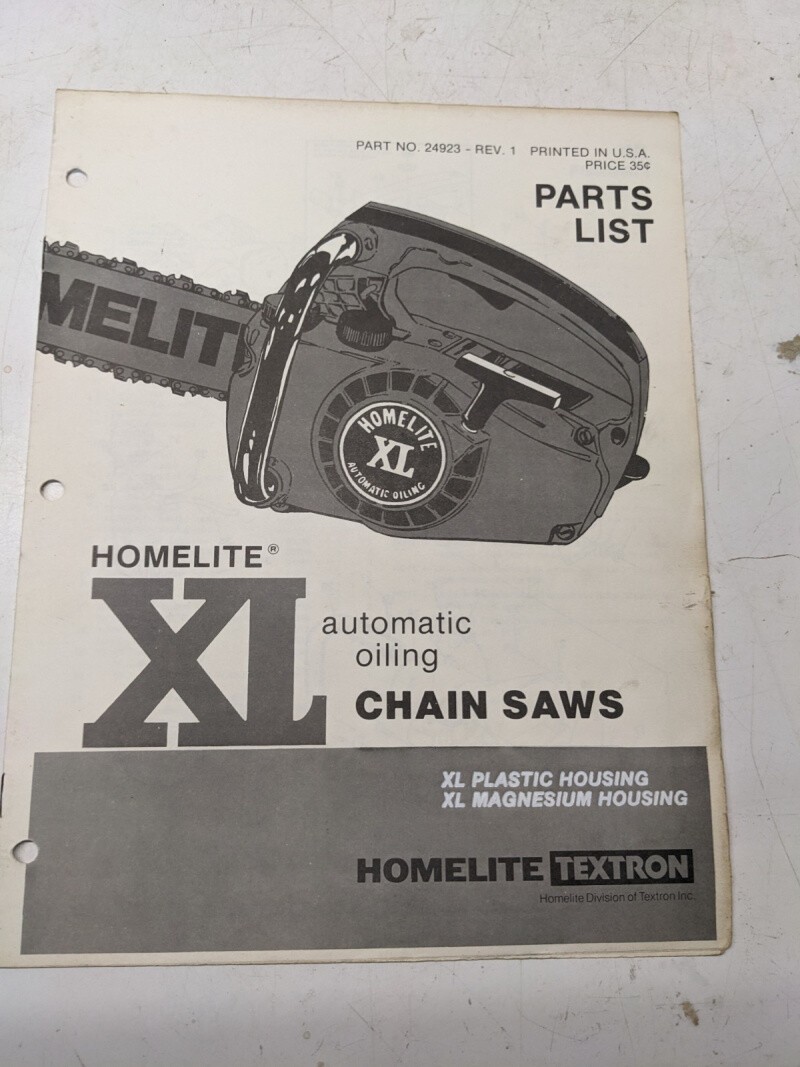 PART NO. 24923 - REV. 1 PRINTED IN U.S.A.
PRICE 35¢
PARTS
LIST
MELIT
HOMELITE
XL
AUTOMATIC OILING
HOMELITE®
XL
automatic
oiling
CHAIN SAWS
XL PLASTIC HOUSING
XL MAGNESIUM HOUSING
HOMELITE TEXTRON
Homelite Division of Textron Inc.